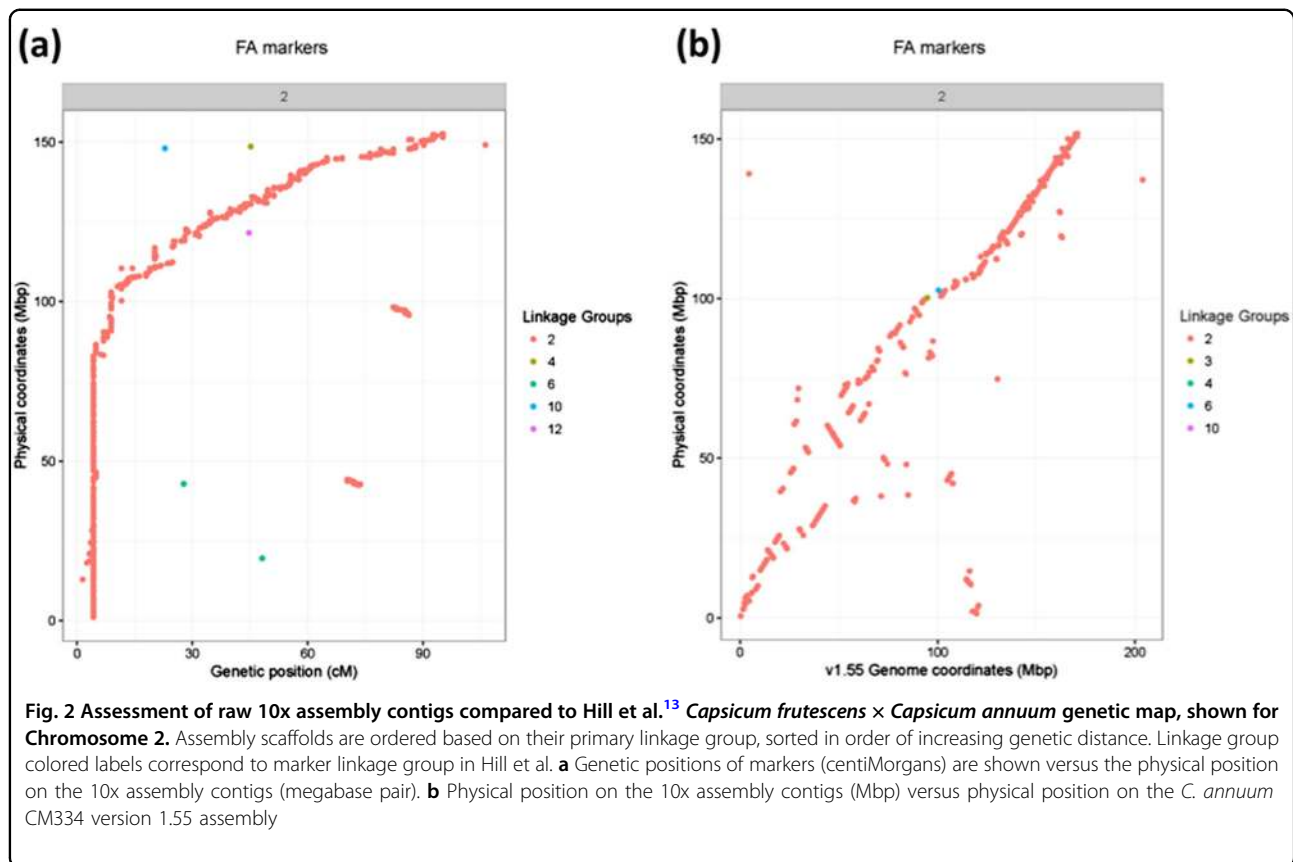 (a)
FA markers
2
150
100
50
0
Physical coordinates (Mbp)
0
30
60
90
Genetic position (cM)
Linkage Groups
2
4
6
10
12
(b)
FA markers
2
150
100
50
0
Physical coordinates (Mbp)
0
100
200
v1.55 Genome coordinates (Mbp)
Linkage Groups
2
3
4
6
10
Fig. 2 Assessment of raw 10x assembly contigs compared to Hill et al.13 Capsicum frutescens × Capsicum annuum genetic map, shown for
Chromosome 2. Assembly scaffolds are ordered based on their primary linkage group, sorted in order of increasing genetic distance. Linkage group
colored labels correspond to marker linkage group in Hill et al. a Genetic positions of markers (centiMorgans) are shown versus the physical position
on the 10x assembly contigs (megabase pair). b Physical position on the 10x assembly contigs (Mbp) versus physical position on the C. annuum
CM334 version 1.55 assembly